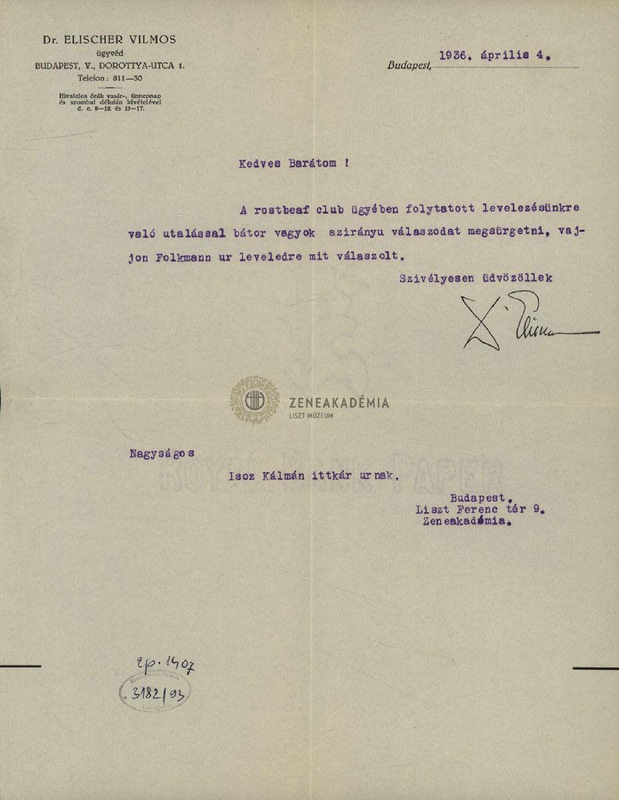 Dr. ELISCHER VILMOS
ügyvéd
BUDAPEST, V., DOROTTYA-UTCA 1.
Telefon: 811—30
Hivatalos órák vasár-, ünnepnap
és szombat délután kivételével
d. e. 9—12. és 15—17.
Budapest, 1936. április 4.
Kedves Barátom !
A rostbeaf club ügyében folytatott levelezésünkre
való utalással bátor vagyok azirányu válaszodat megsürgetni, vaj-
jon Folkmann ur leveledre mit válaszolt.
Szivélyesen üdvözöllek
ZENEAKADÉMIA
LISZT MÚZEUM
Nagyságos
Isoz Kálmán ittkár urnak.
Budapest.
Liszt Ferenc tér 9.
Zeneakadémia.
1407
3182/93